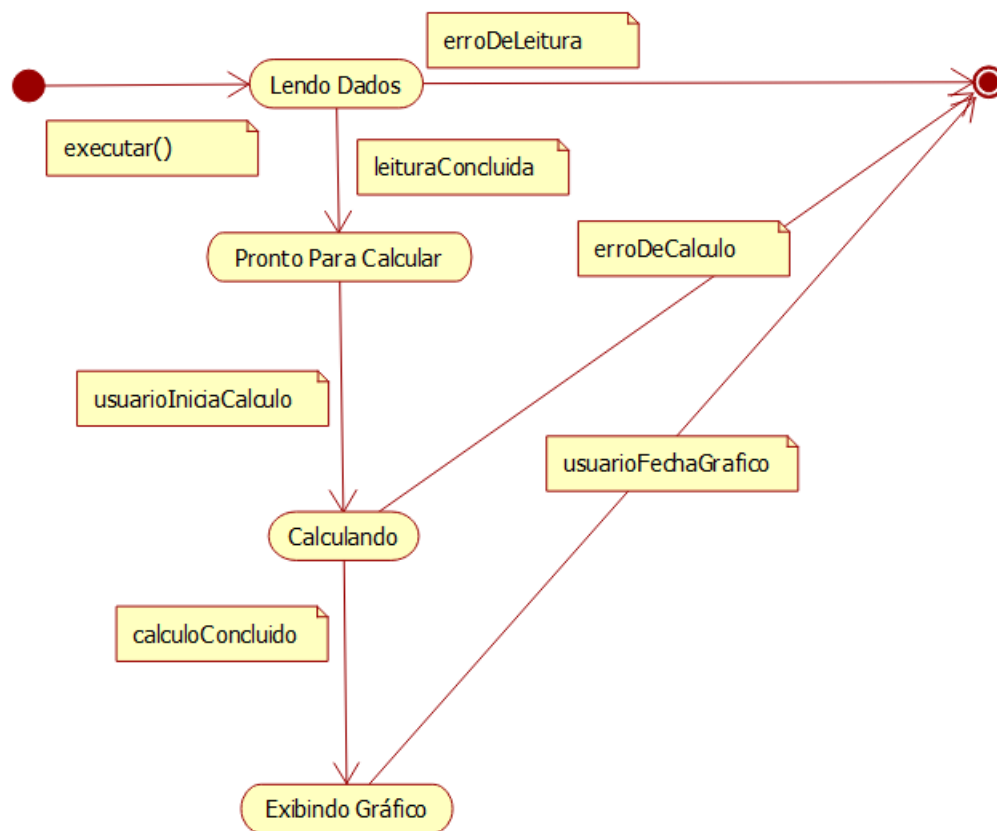 erroDeLeitura
Lendo Dados
executar()
leituraConcluida
Pronto Para Calcular
erroDeCalculo
usuarioIniciaCalculo
usuarioFechaGrafico
Calculando
calculoConcluido
Exibindo Gráfico